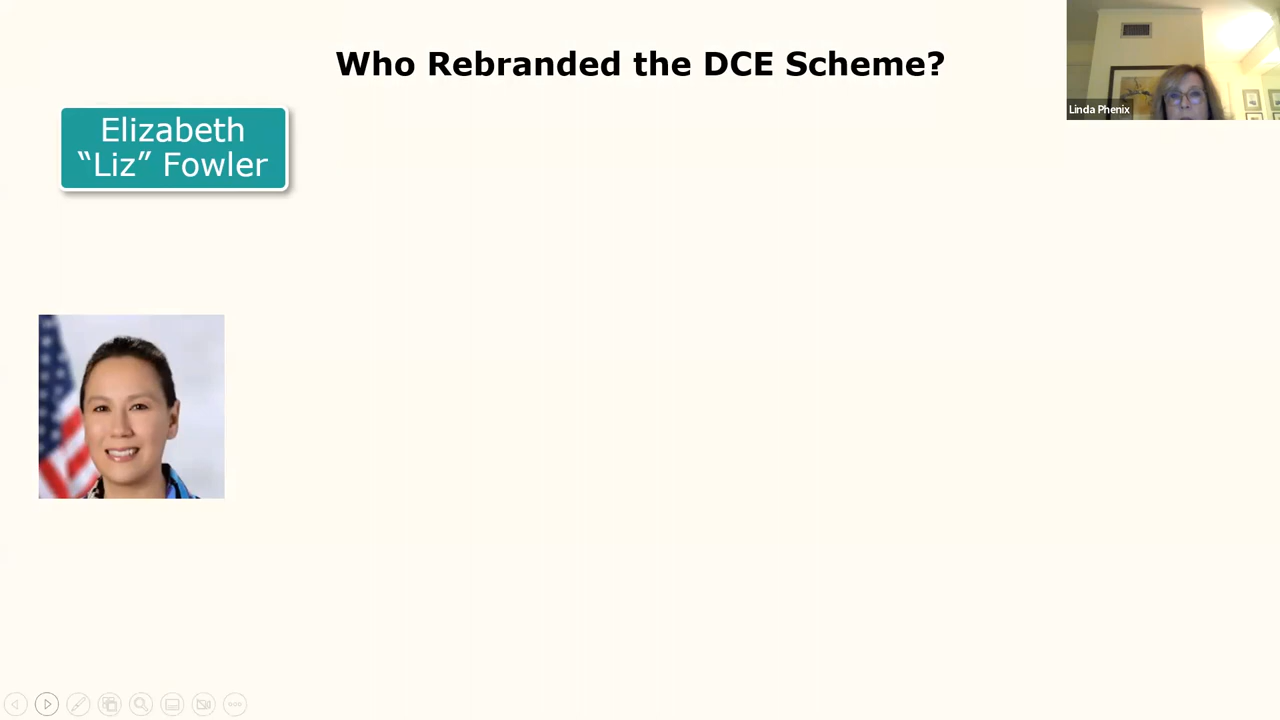 Who Rebranded the DCE Scheme?
Linda Phenix
Elizabeth
“Liz” Fowler